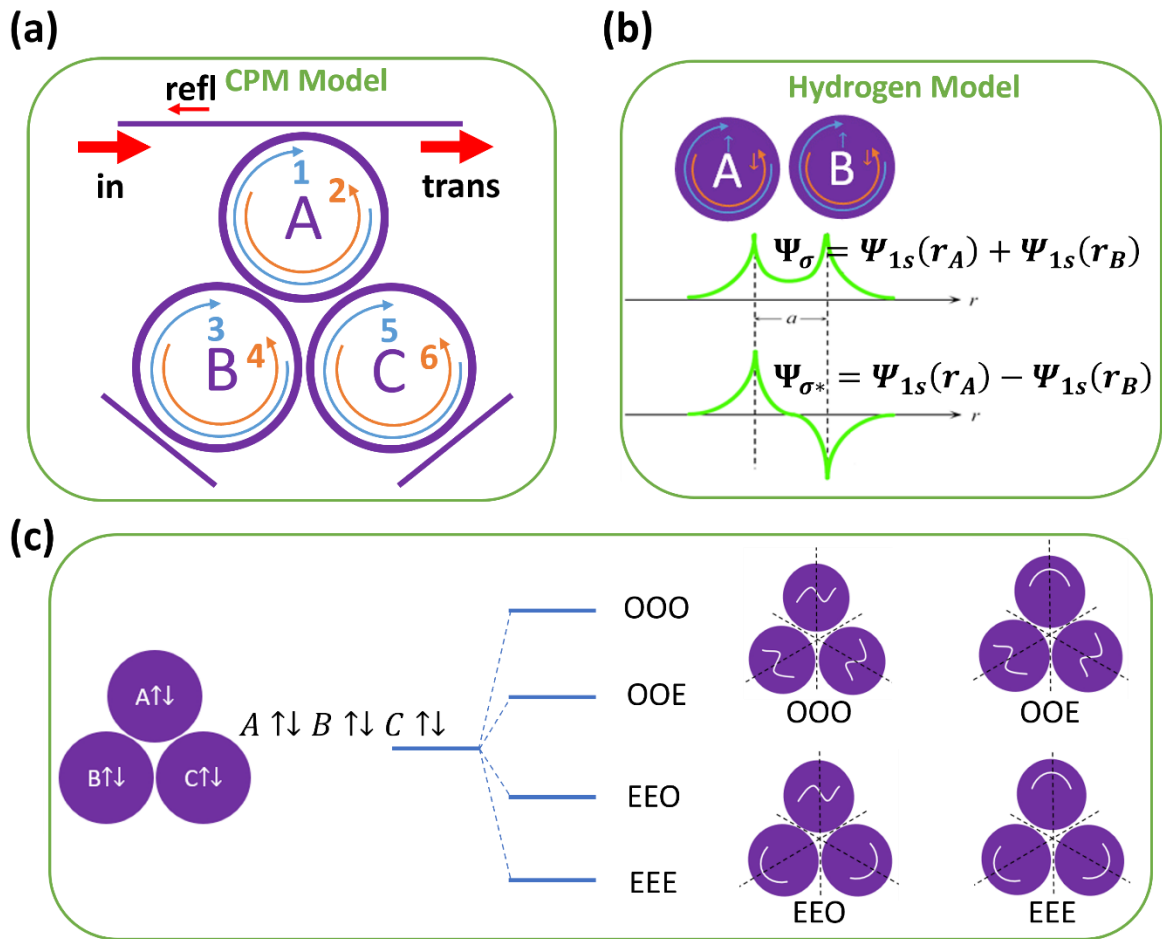 (a)
CPM Model
refl
in
trans
1
2
A
3
4
B
5
6
C
(b)
Hydrogen Model
A ↑ ↓
B ↑ ↓
Ψσ = Ψ1s(rA) + Ψ1s(rB)
r
a
Ψσ* = Ψ1s(rA) − Ψ1s(rB)
r
(c)
A↑↓
B↑↓
C↑↓
A ↑↓ B ↑↓ C ↑↓
OOO
OOE
EEO
EEE
OOO
OOE
EEO
EEE